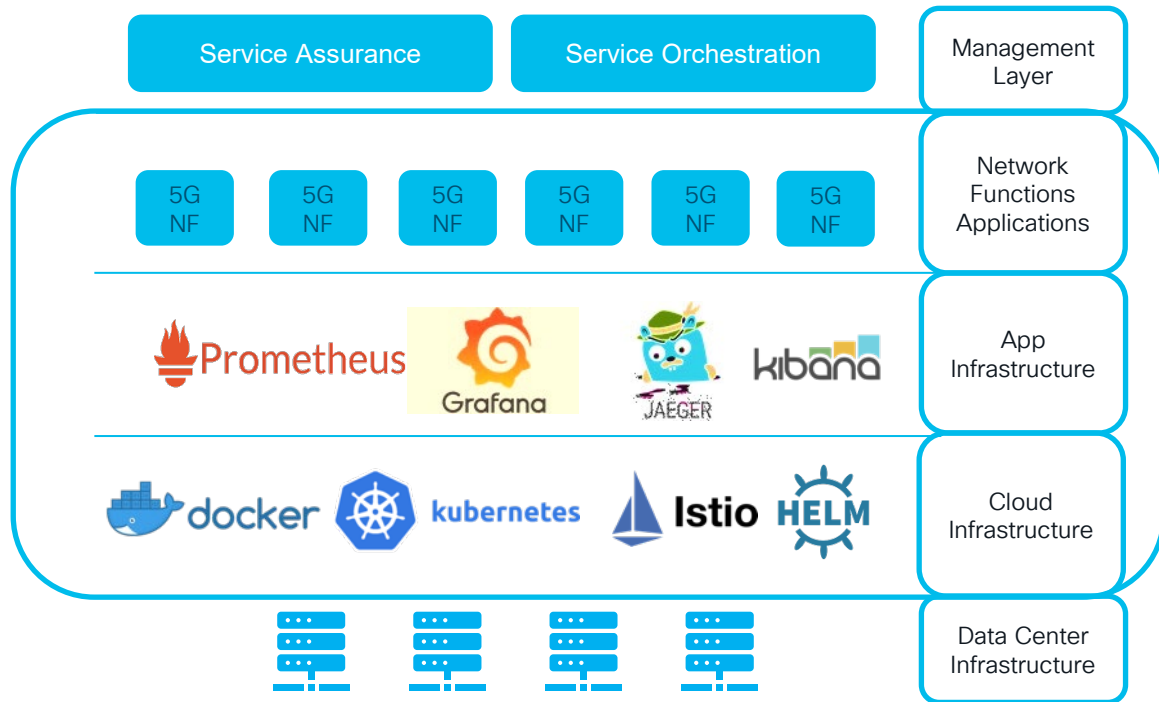 Service Assurance
Service Orchestration
Management
Layer
5G
NF
5G
NF
5G
NF
5G
NF
5G
NF
5G
NF
Network
Functions
Applications
Prometheus
Grafana
JAEGER
kibana
App
Infrastructure
docker
kubernetes
Istio
HELM
Cloud
Infrastructure
Data Center
Infrastructure